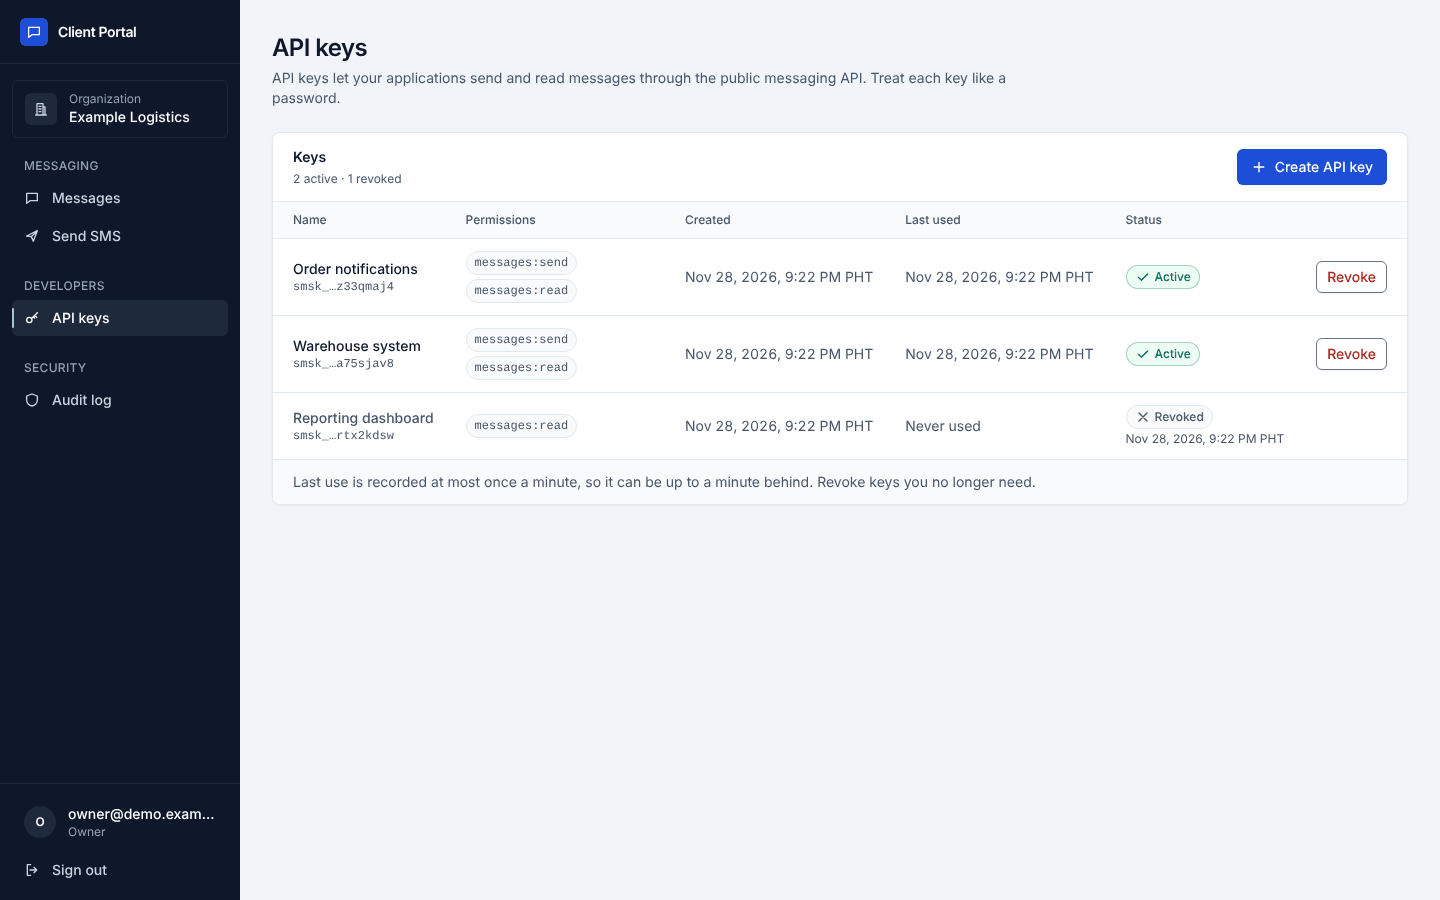 Client Portal
Organization
Example Logistics
MESSAGING
Messages
Send SMS
DEVELOPERS
API keys
SECURITY
Audit log
O
owner@demo.exam...
Owner
Sign out
API keys
API keys let your applications send and read messages through the public messaging API. Treat each key like a
password.
Keys
2 active · 1 revoked
Create API key
Name Permissions Created Last used Status
Order notifications
smsk_…z33qmaj4
messages:send
messages:read
Nov 28, 2026, 9:22 PM PHT
Nov 28, 2026, 9:22 PM PHT
Active
Revoke
Warehouse system
smsk_…a75sjav8
messages:send
messages:read
Nov 28, 2026, 9:22 PM PHT
Nov 28, 2026, 9:22 PM PHT
Active
Revoke
Reporting dashboard
smsk_…rtx2kdsw
messages:read
Nov 28, 2026, 9:22 PM PHT
Never used
Revoked
Nov 28, 2026, 9:22 PM PHT
Last use is recorded at most once a minute, so it can be up to a minute behind. Revoke keys you no longer need.